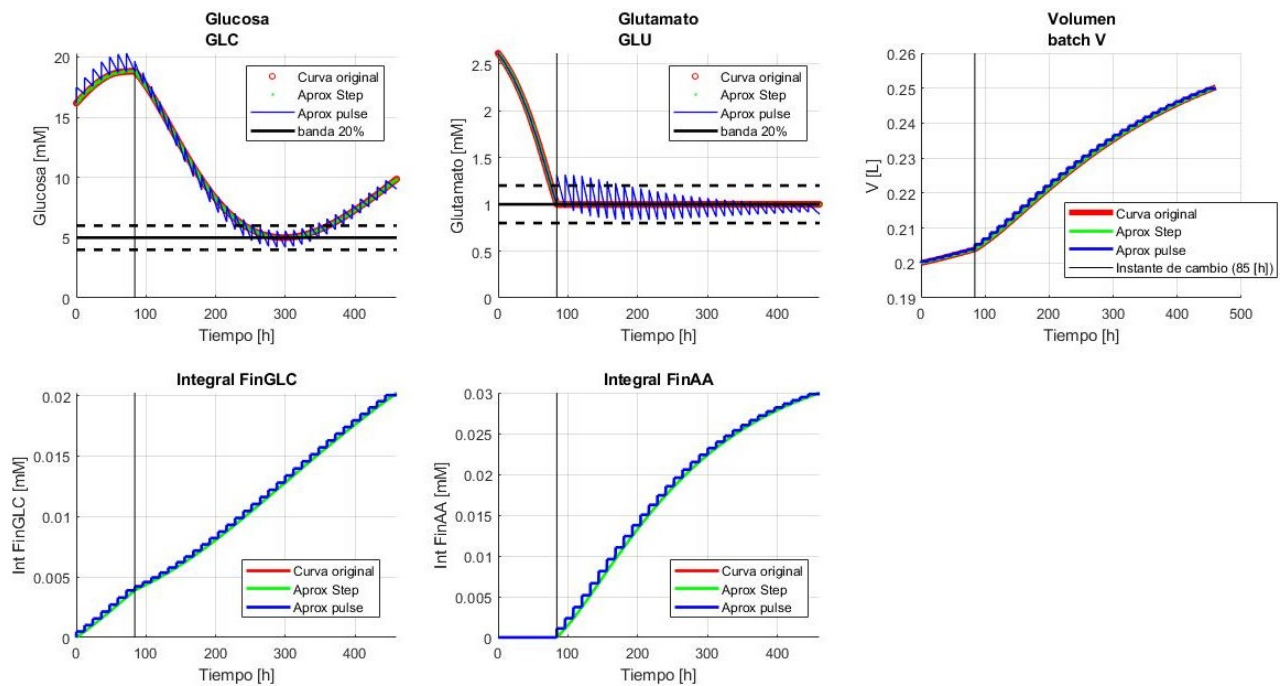 Glucosa
GLC
20
15
10
5
0
Glucosa [mM]
0 100 200 300 400
Tiempo [h]
Curva original
Aprox Step
Aprox pulse
banda 20%
Glutamato
GLU
2.5
2
1.5
1
0.5
0
Glutamato [mM]
0 100 200 300 400
Tiempo [h]
Curva original
Aprox Step
Aprox pulse
banda 20%
Volumen
batch V
0.26
0.25
0.24
0.23
0.22
0.21
0.2
0.19
V [L]
0 100 200 300 400 500
Tiempo [h]
Curva original
Aprox Step
Aprox pulse
Instante de cambio (85 [h])
Integral FinGLC
0.02
0.015
0.01
0.005
0
Int FinGLC [mM]
0 100 200 300 400
Tiempo [h]
Curva original
Aprox Step
Aprox pulse
Integral FinAA
0.03
0.025
0.02
0.015
0.01
0.005
0
Int FinAA [mM]
0 100 200 300 400
Tiempo [h]
Curva original
Aprox Step
Aprox pulse